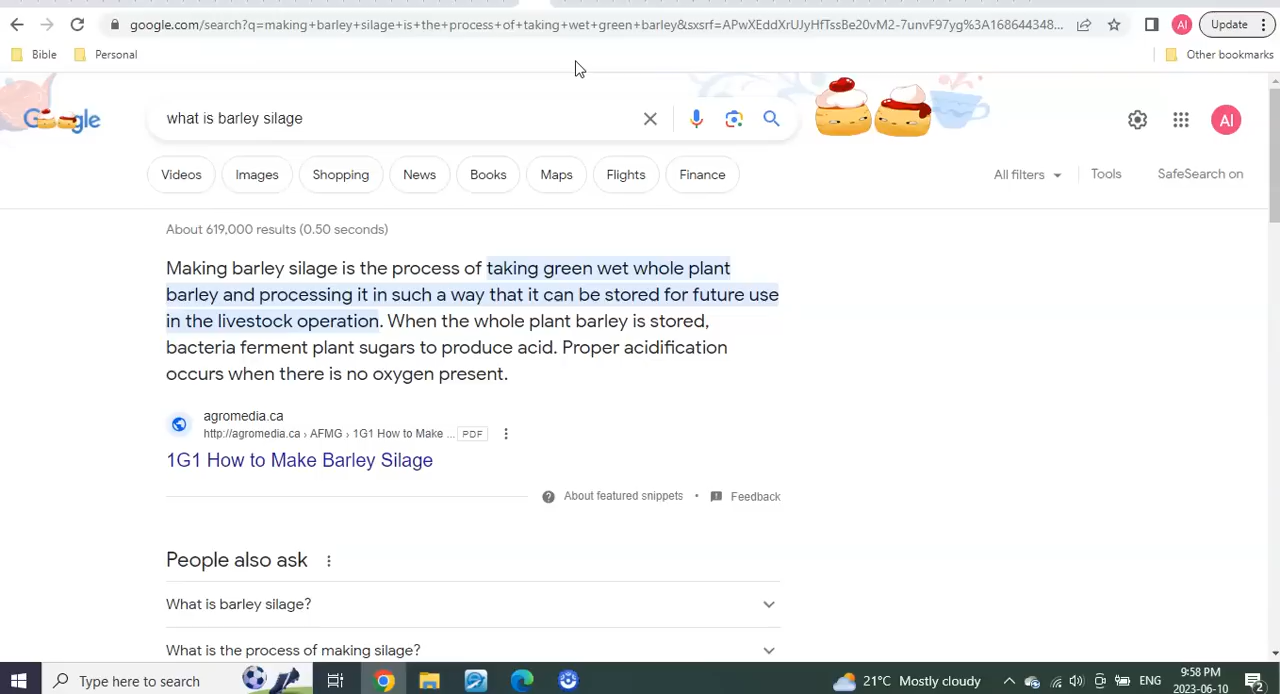 google.com/search?q=making+barley+silage+is+the+process+of+taking+wet+green+barley&sxsrf=APwXEddXrUJyHfTssBe20vM2-7unvF97yg%3A168644348...
AI
Update
Bible
Personal
Other bookmarks
Google
what is barley silage
AI
Videos
Images
Shopping
News
Books
Maps
Flights
Finance
All filters
Tools
SafeSearch on
About 619,000 results (0.50 seconds)
Making barley silage is the process of taking green wet whole plant
barley and processing it in such a way that it can be stored for future use
in the livestock operation. When the whole plant barley is stored,
bacteria ferment plant sugars to produce acid. Proper acidification
occurs when there is no oxygen present.
agromedia.ca
http://agromedia.ca › AFMG › 1G1 How to Make ... PDF
1G1 How to Make Barley Silage
About featured snippets • Feedback
People also ask
What is barley silage?
What is the process of making silage?
Type here to search
21°C Mostly cloudy
ENG
9:58 PM
2023-06-10
2